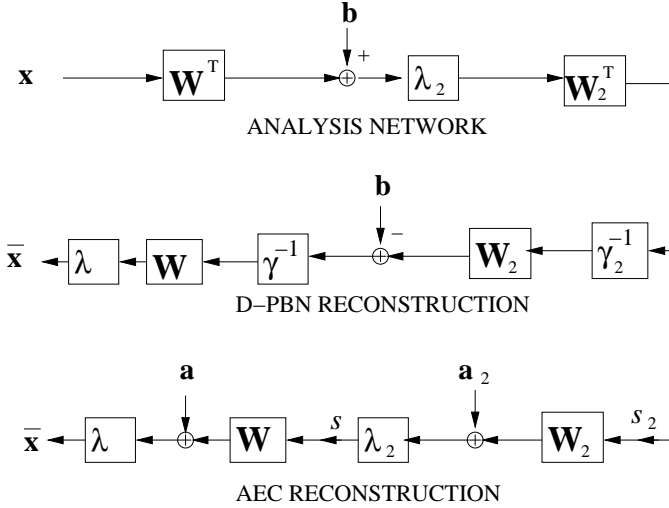 b
+
x W^T λ_2 W_2^T
ANALYSIS NETWORK
b
−
x̄ λ W γ^{−1} W_2 γ_2^{−1}
D−PBN RECONSTRUCTION
a a_2
x̄ λ W s λ_2 W_2 s_2
AEC RECONSTRUCTION